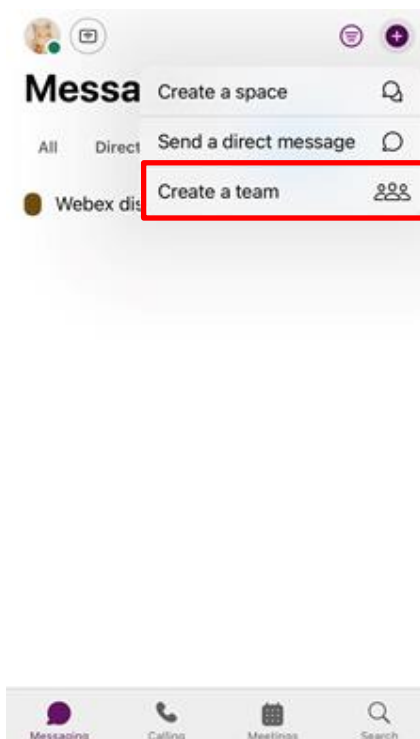 Messa
Create a space
All Direct
Send a direct message
Create a team
Webex dis
Messaging Calling Meetings Search